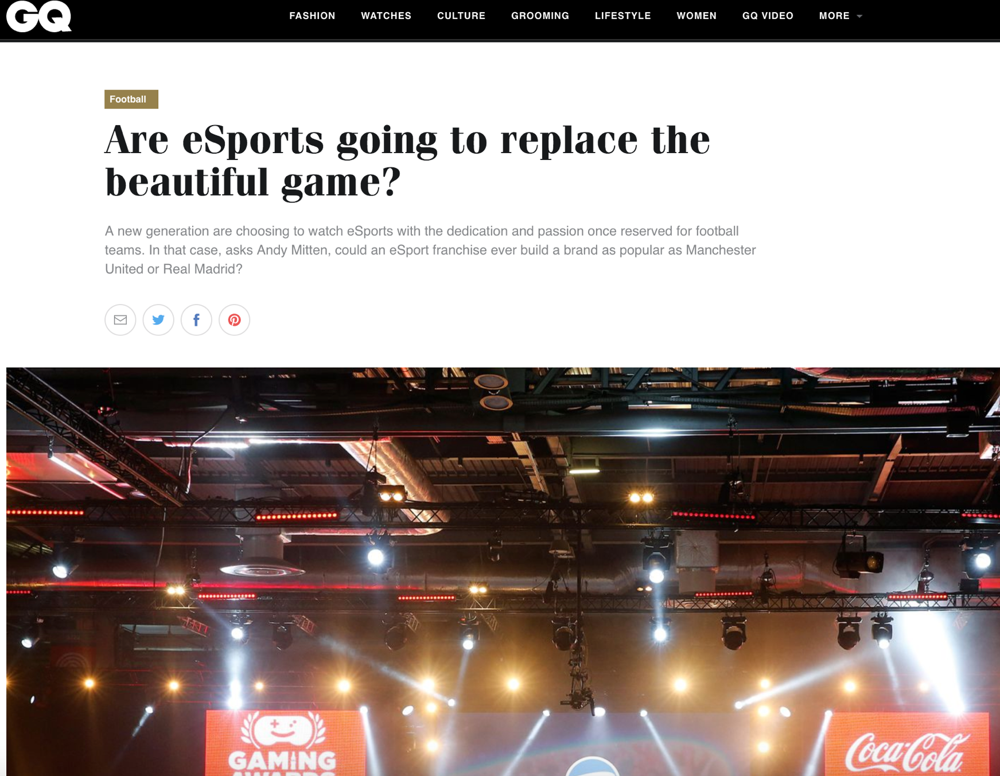 GQ
FASHION WATCHES CULTURE GROOMING LIFESTYLE WOMEN GQ VIDEO MORE
Football
Are eSports going to replace the
beautiful game?
A new generation are choosing to watch eSports with the dedication and passion once reserved for football
teams. In that case, asks Andy Mitten, could an eSport franchise ever build a brand as popular as Manchester
United or Real Madrid?
GAMING
AWARDS
Coca-Cola